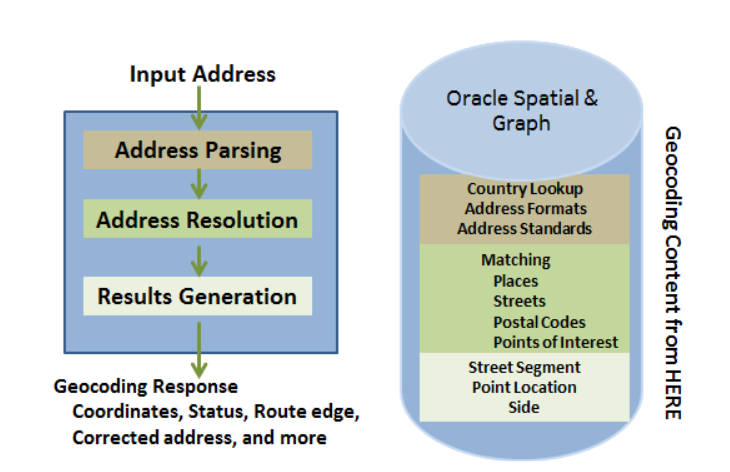 Input Address
Address Parsing
Address Resolution
Results Generation
Geocoding Response
Coordinates, Status, Route edge,
Corrected address, and more
Oracle Spatial &
Graph
Country Lookup
Address Formats
Address Standards
Matching
Places
Streets
Postal Codes
Points of Interest
Street Segment
Point Location
Side
Geocoding Content from HERE